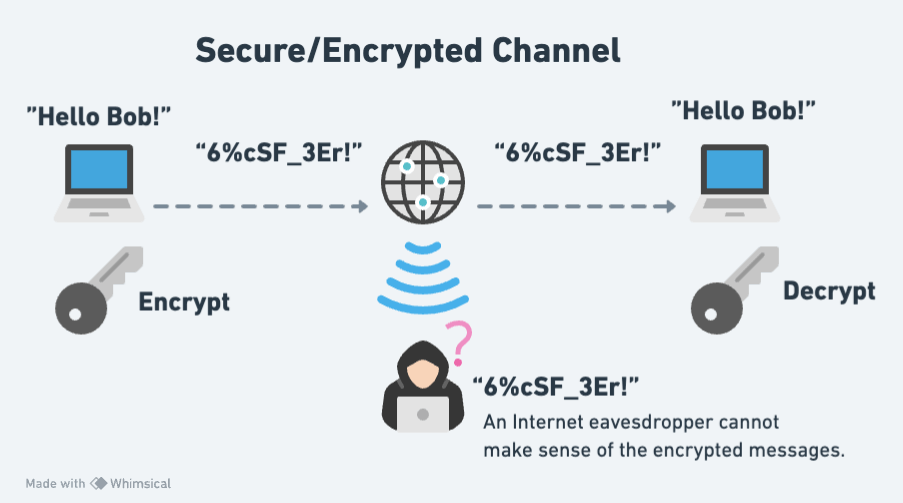 Secure/Encrypted Channel
”Hello Bob!”
”Hello Bob!”
“6%cSF_3Er!”
“6%cSF_3Er!”
Encrypt
Decrypt
?
“6%cSF_3Er!”
An Internet eavesdropper cannot
make sense of the encrypted messages.
Made with Whimsical